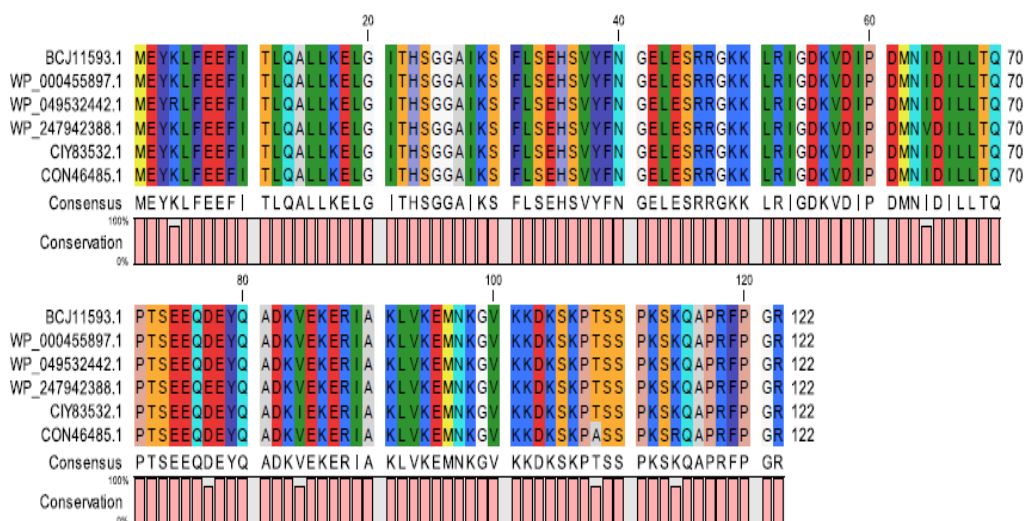 20 40 60
BCJ11593.1 MEYKLFEEFI TLQALLKELG ITHSGGAIKS FLSEHSVYFN GELESRRGKK LRIGDKVDIP DMNIDILLTQ 70
WP_000455897.1 MEYKLFEEFI TLQALLKELG ITHSGGAIKS FLSEHSVYFN GELESRRGKK LRIGDKVDIP DMNIDILLTQ 70
WP_049532442.1 MEYRLFEEFI TLQALLKELG ITHSGGAIKS FLSEHSVYFN GELESRRGKK LRIGDKVDIP DMNIDILLTQ 70
WP_247942388.1 MEYKLFEEFI TLQALLKELG ITHSGGAIKS FLSEHSVYFN GELESRRGKK LRIGDKVDIP DMNVDILLTQ 70
CIY83532.1 MEYKLFEEFI TLQALLKELG ITHSGGAIKS FLSEHSVYFN GELESRRGKK LRIGDKVDIP DMNIDILLTQ 70
CON46485.1 MEYKLFEEFI TLQALLKELG ITHSGGAIKS FLSEHSVYFN GELESRRGKK LRIGDKVDIP DMNIDILLTQ 70
Consensus MEYKLFEEFI TLQALLKELG ITHSGGAIKS FLSEHSVYFN GELESRRGKK LRIGDKVDIP DMNIDILLTQ
100%
Conservation
0%
80 100 120
BCJ11593.1 PTSEEQDEYQ ADKVEKERIA KLVKEMNKGV KKDKSKPTSS PKSKQAPRFP GR 122
WP_000455897.1 PTSEEQDEYQ ADKVEKERIA KLVKEMNKGV KKDKSKPTSS PKSKQAPRFP GR 122
WP_049532442.1 PTSEEQDEYQ ADKVEKERIA KLVKEMNKGV KKDKSKPTSS PKSKQAPRFP GR 122
WP_247942388.1 PTSEEQDEYQ ADKVEKERIA KLVKEMNKGV KKDKSKPTSS PKSKQAPRFP GR 122
CIY83532.1 PTSEEQEEYQ ADKIEKERIA KLVKEMNKGV KKDKSKPTSS PKSKQAPRFP GR 122
CON46485.1 PTSEEQDEYQ ADKVEKERIA KLVKEMNKGV KKDKSKPASS PKSRQAPRFP GR 122
Consensus PTSEEQDEYQ ADKVEKERIA KLVKEMNKGV KKDKSKPTSS PKSKQAPRFP GR
100%
Conservation
0%